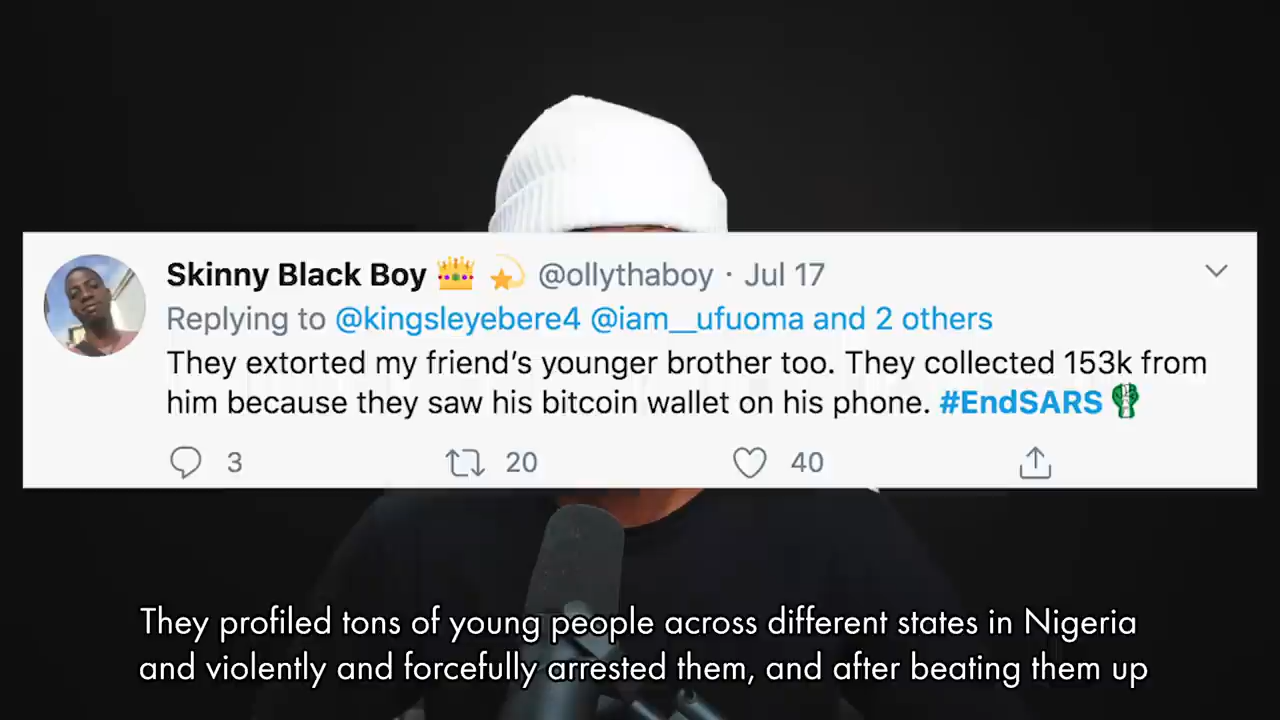 Skinny Black Boy 👑 💫 @ollythaboy · Jul 17
Replying to @kingsleyebere4 @iam__ufuoma and 2 others
They extorted my friend’s younger brother too. They collected 153k from
him because they saw his bitcoin wallet on his phone. #EndSARS
3 20 40
They profiled tons of young people across different states in Nigeria
and violently and forcefully arrested them, and after beating them up